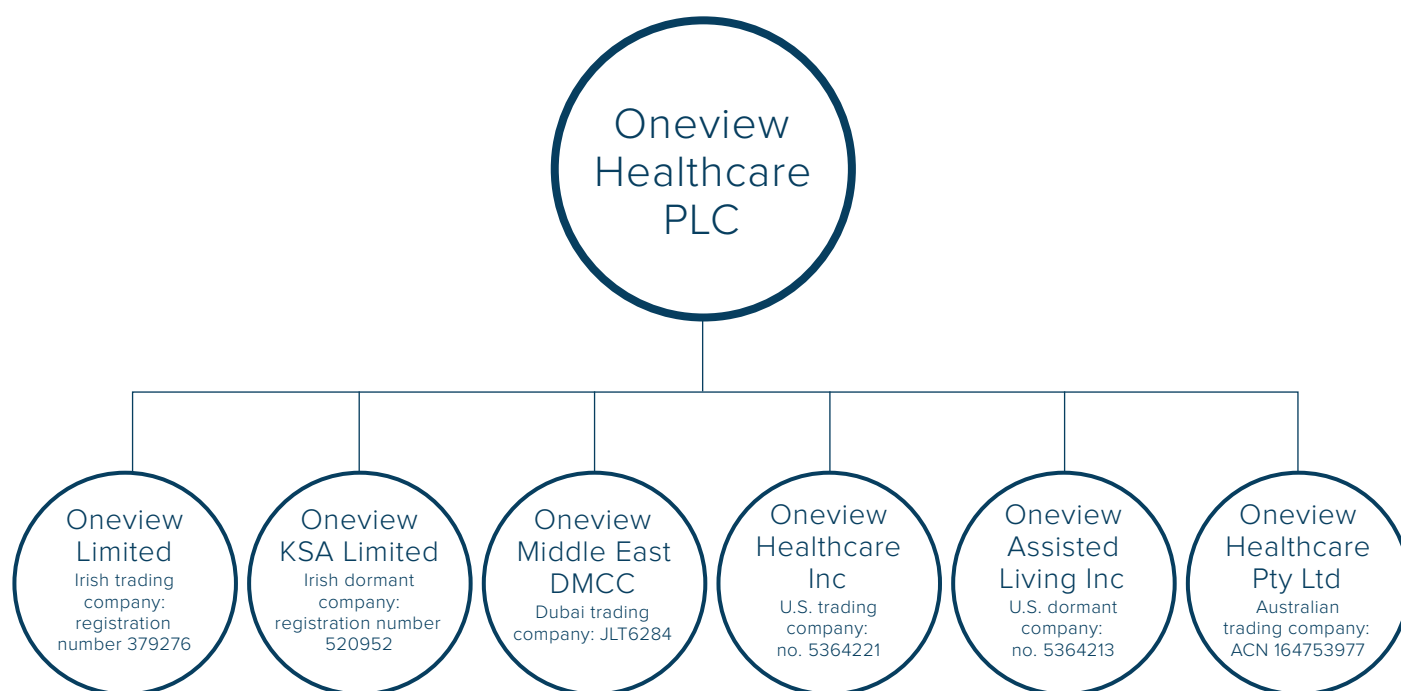 Oneview
Healthcare
PLC
Oneview
Limited
Irish trading
company:
registration
number 379276
Oneview
KSA Limited
Irish dormant
company:
registration number
520952
Oneview
Middle East
DMCC
Dubai trading
company: JLT6284
Oneview
Healthcare
Inc
U.S. trading
company:
no. 5364221
Oneview
Assisted
Living Inc
U.S. dormant
company:
no. 5364213
Oneview
Healthcare
Pty Ltd
Australian
trading company:
ACN 164753977